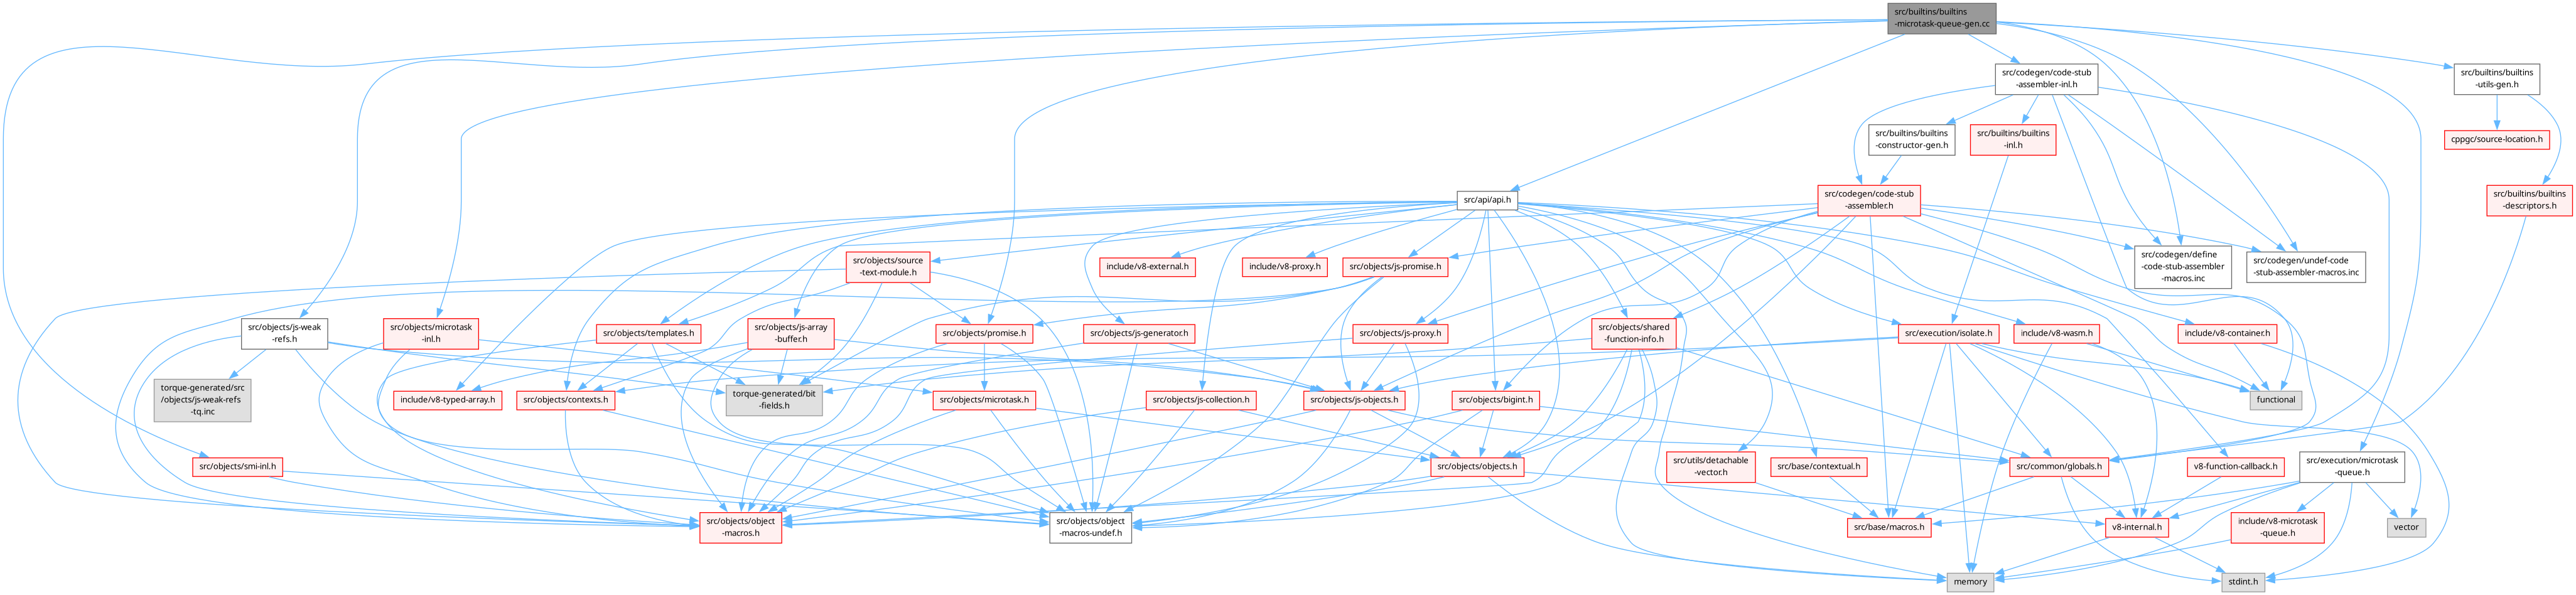 src/builtins/builtins
-microtask-queue-gen.cc
src/codegen/code-stub
-assembler-inl.h
src/builtins/builtins
-utils-gen.h
src/builtins/builtins
-constructor-gen.h
src/builtins/builtins
-inl.h
cppgc/source-location.h
src/api/api.h
src/codegen/code-stub
-assembler.h
src/builtins/builtins
-descriptors.h
src/objects/source
-text-module.h
include/v8-external.h
include/v8-proxy.h
src/objects/js-promise.h
src/codegen/define
-code-stub-assembler
-macros.inc
src/codegen/undef-code
-stub-assembler-macros.inc
src/objects/js-weak
-refs.h
src/objects/microtask
-inl.h
src/objects/templates.h
src/objects/js-array
-buffer.h
src/objects/promise.h
src/objects/js-generator.h
src/objects/js-proxy.h
src/objects/shared
-function-info.h
src/execution/isolate.h
include/v8-wasm.h
include/v8-container.h
torque-generated/src
/objects/js-weak-refs
-tq.inc
include/v8-typed-array.h
src/objects/contexts.h
torque-generated/bit
-fields.h
src/objects/microtask.h
src/objects/js-collection.h
src/objects/js-objects.h
src/objects/bigint.h
functional
src/objects/smi-inl.h
src/objects/objects.h
src/utils/detachable
-vector.h
src/base/contextual.h
src/common/globals.h
v8-function-callback.h
src/execution/microtask
-queue.h
src/objects/object
-macros.h
src/objects/object
-macros-undef.h
src/base/macros.h
v8-internal.h
include/v8-microtask
-queue.h
vector
memory
stdint.h